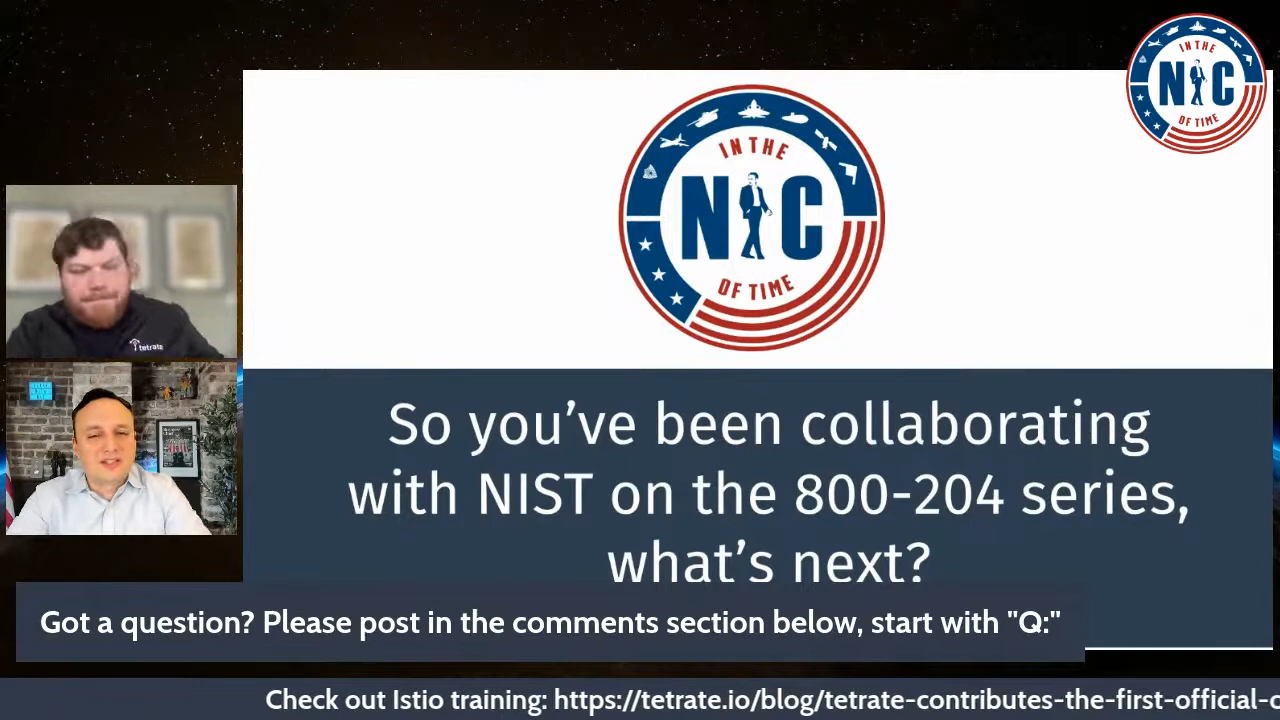 IN THE
NIC
OF TIME
IN THE
NIC
OF TIME
tetrate
So you’ve been collaborating
with NIST on the 800-204 series,
what’s next?
Got a question? Please post in the comments section below, start with "Q:"
Check out Istio training: https://tetrate.io/blog/tetrate-contributes-the-first-official-c